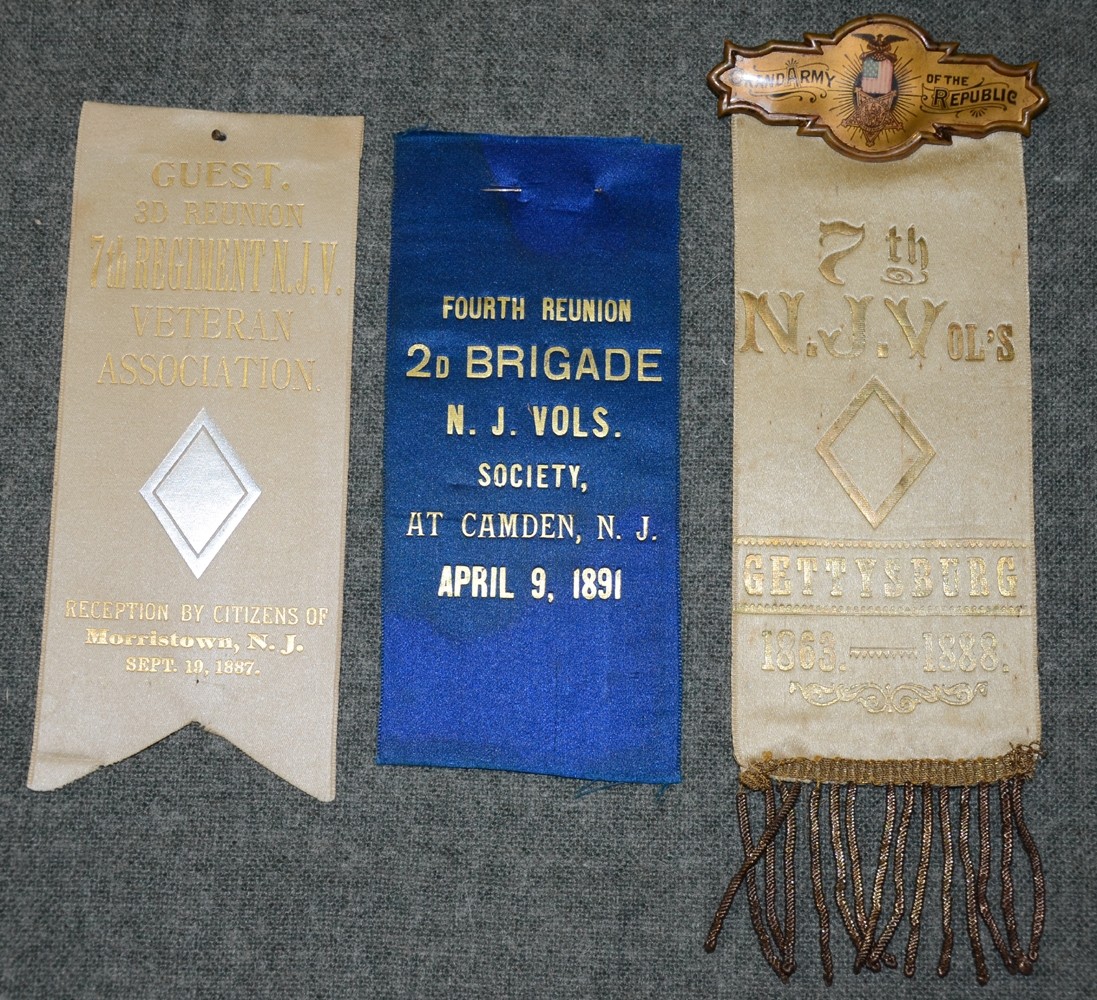 GUEST.
3D REUNION
7th REGIMENT N.J.V.
VETERAN
ASSOCIATION.
RECEPTION BY CITIZENS OF
Morristown, N. J.
SEPT. 19, 1887.
FOURTH REUNION
2D BRIGADE
N. J. VOLS.
SOCIETY,
AT CAMDEN, N. J.
APRIL 9, 1891
GRAND ARMY OF THE REPUBLIC
7th
N.J.VOL'S
GETTYSBURG
1863.—1888.